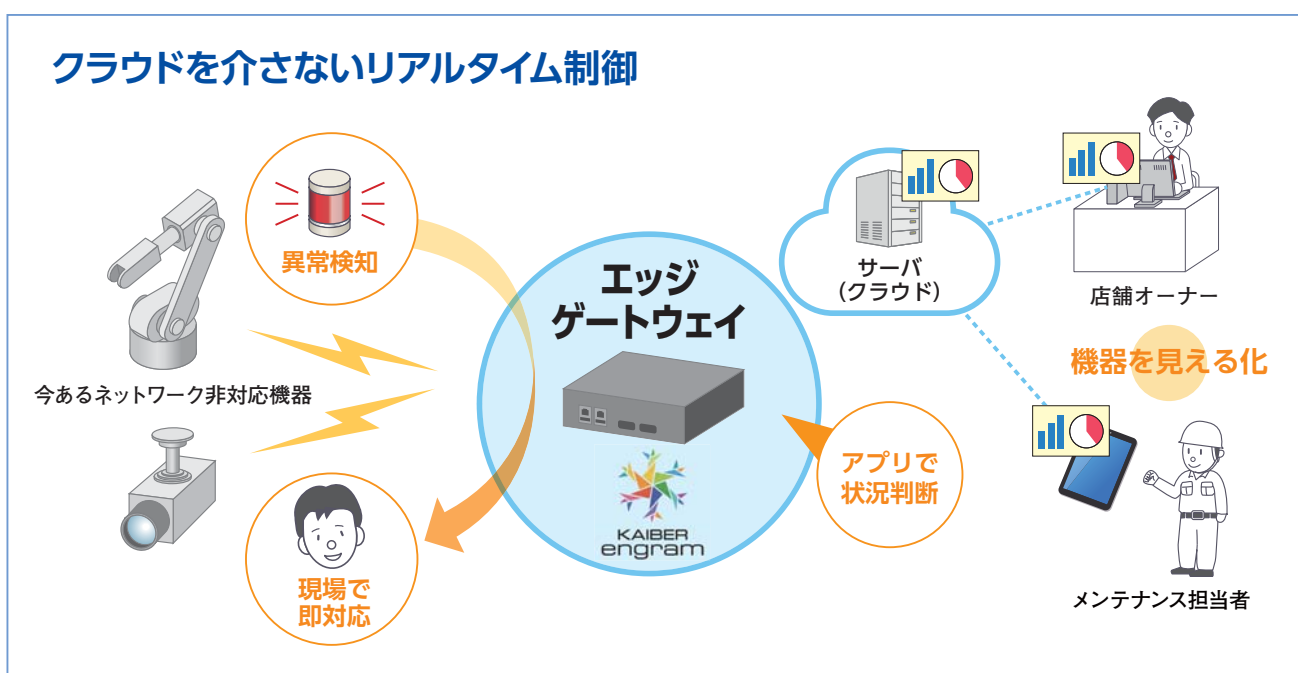 クラウドを介さないリアルタイム制御
異常検知
今あるネットワーク非対応機器
現場で
即対応
エッジ
ゲートウェイ
KAIBER
engram
アプリで
状況判断
サーバ
（クラウド）
店舗オーナー
機器を見える化
メンテナンス担当者